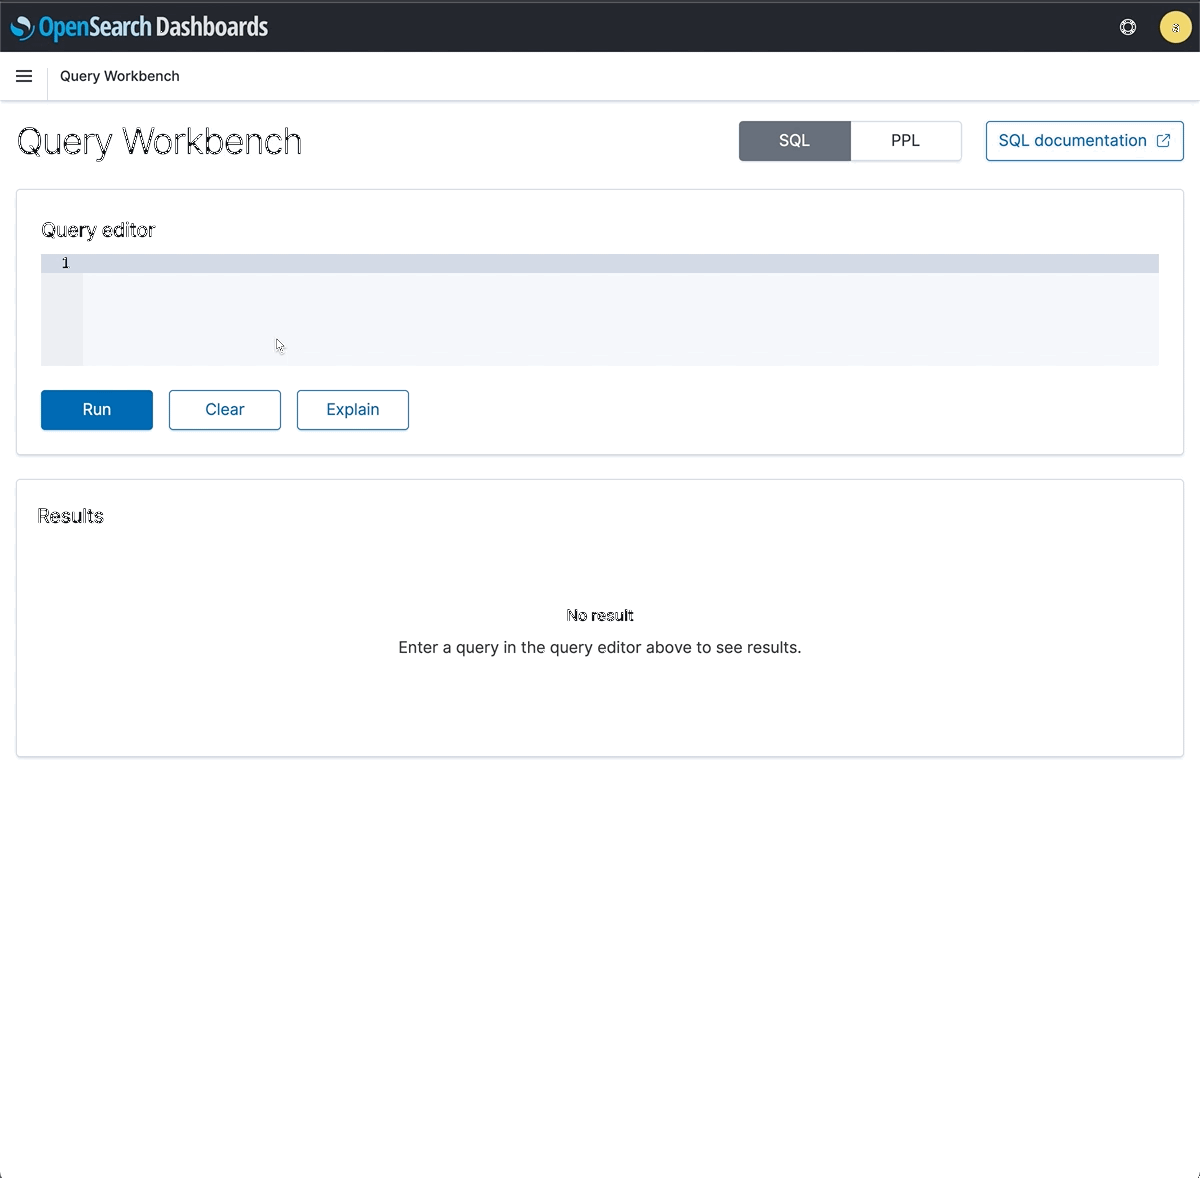 OpenSearch Dashboards
a
Query Workbench
Query Workbench
SQL
PPL
SQL documentation
Query editor
1
Run
Clear
Explain
Results
No result
Enter a query in the query editor above to see results.